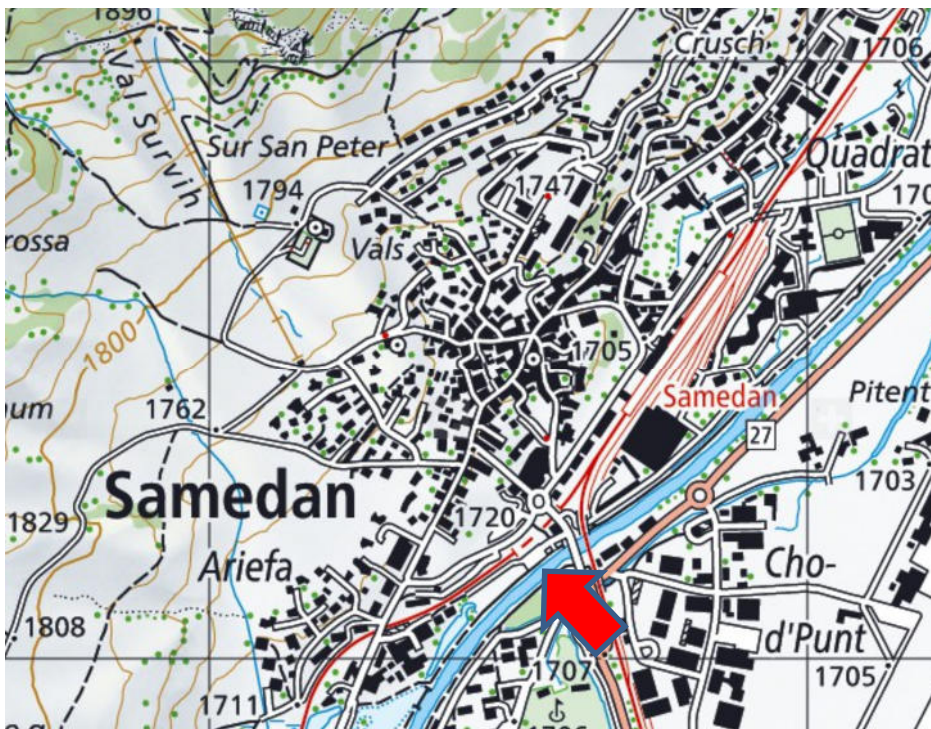 1896
Crusch
1706
Val Survih
Sur San Peter
Quadrat
1794
1747
170
rossa
Vals
1800
1705
Samedan
Pitent
um
1762
27
Samedan
1703
1829
1720
Ariefa
Cho-
d'Punt
1808
1707
1705
1711